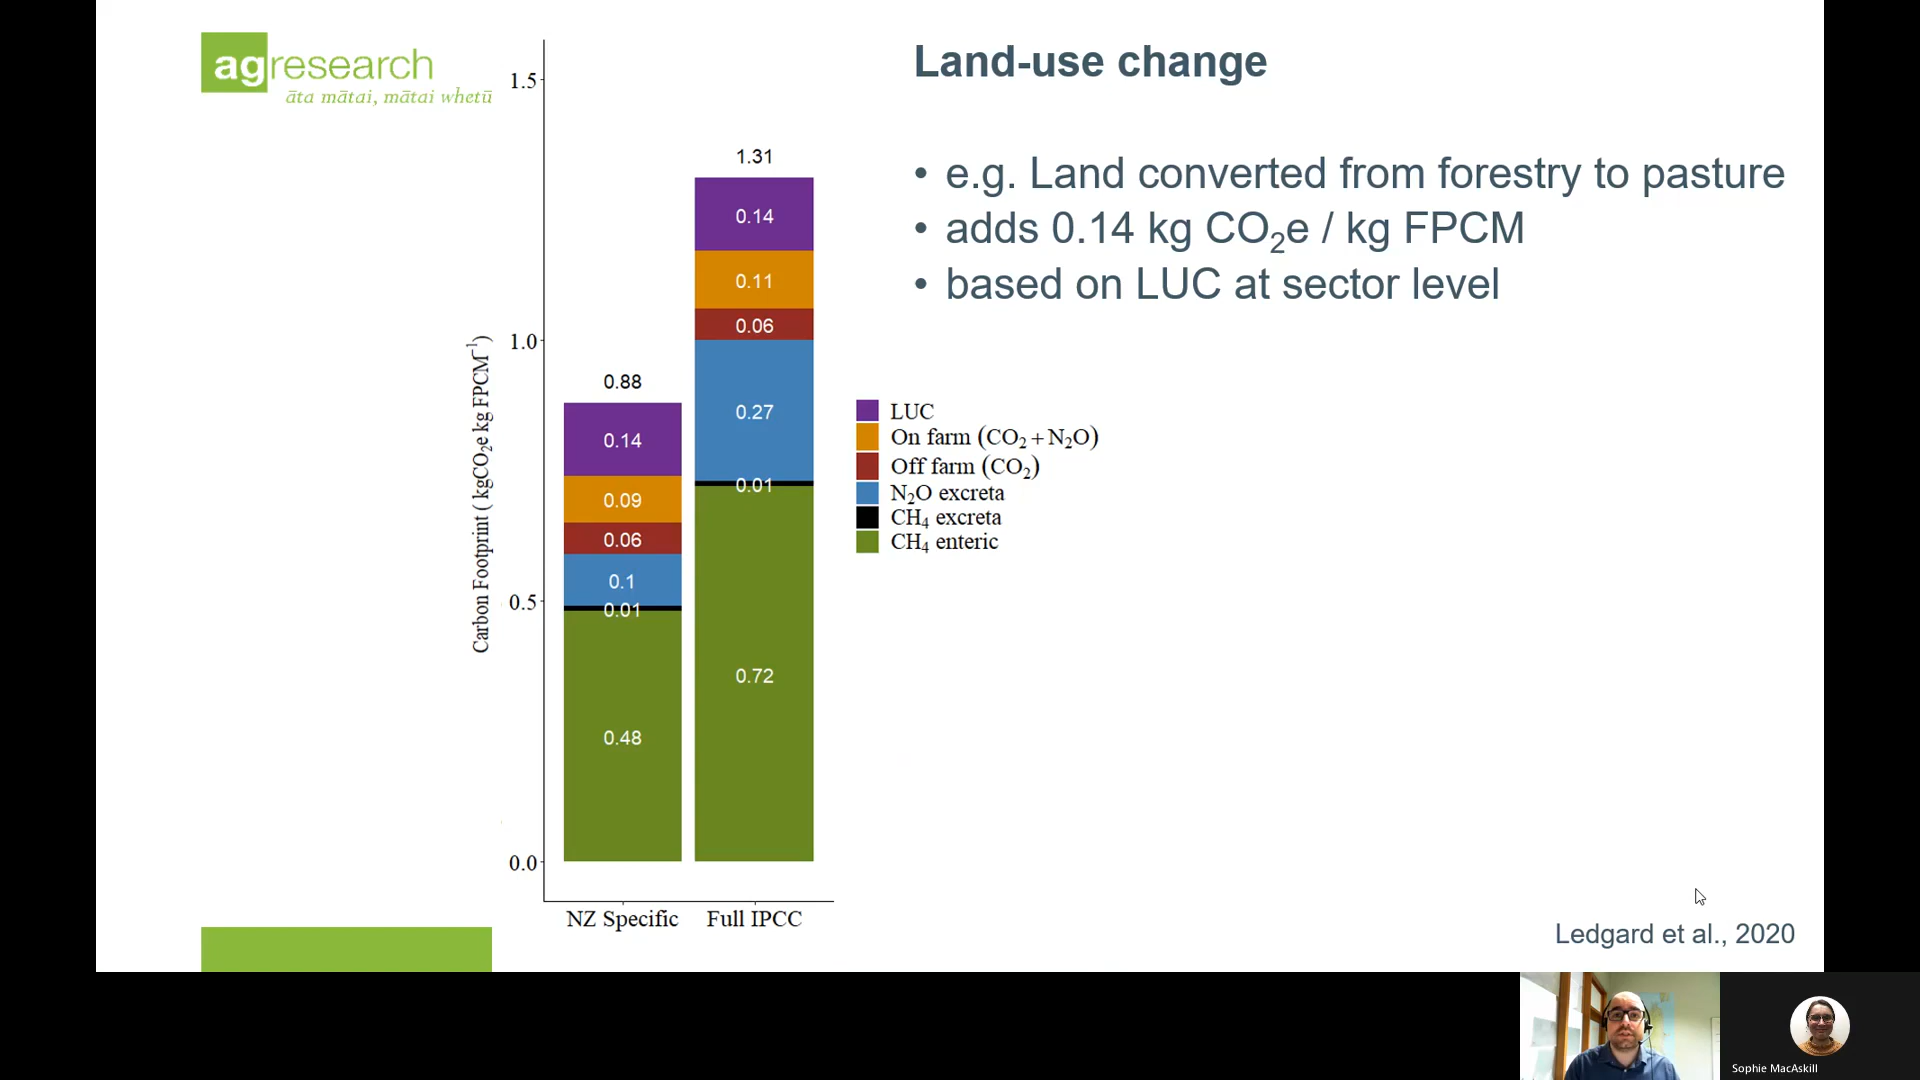 agresearch
āta mātai, mātai whetū
Land-use change
• e.g. Land converted from forestry to pasture
• adds 0.14 kg CO₂e / kg FPCM
• based on LUC at sector level
Carbon Footprint ( kgCO₂e kg FPCM⁻¹)
1.5
1.0
0.5
0.0
0.88
0.14
0.09
0.06
0.1
0.01
0.48
1.31
0.14
0.11
0.06
0.27
0.01
0.72
NZ Specific
Full IPCC
LUC
On farm (CO₂ + N₂O)
Off farm (CO₂)
N₂O excreta
CH₄ excreta
CH₄ enteric
Ledgard et al., 2020
Sophie MacAskill